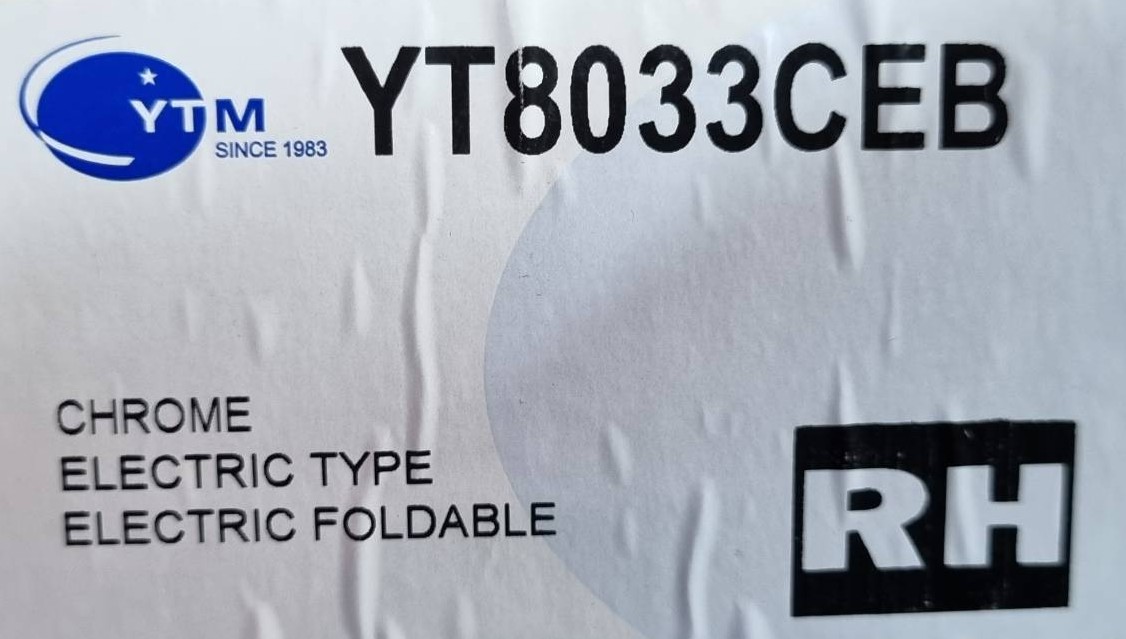 YTM
SINCE 1983
YT8033CEB
CHROME
ELECTRIC TYPE
ELECTRIC FOLDABLE
RH